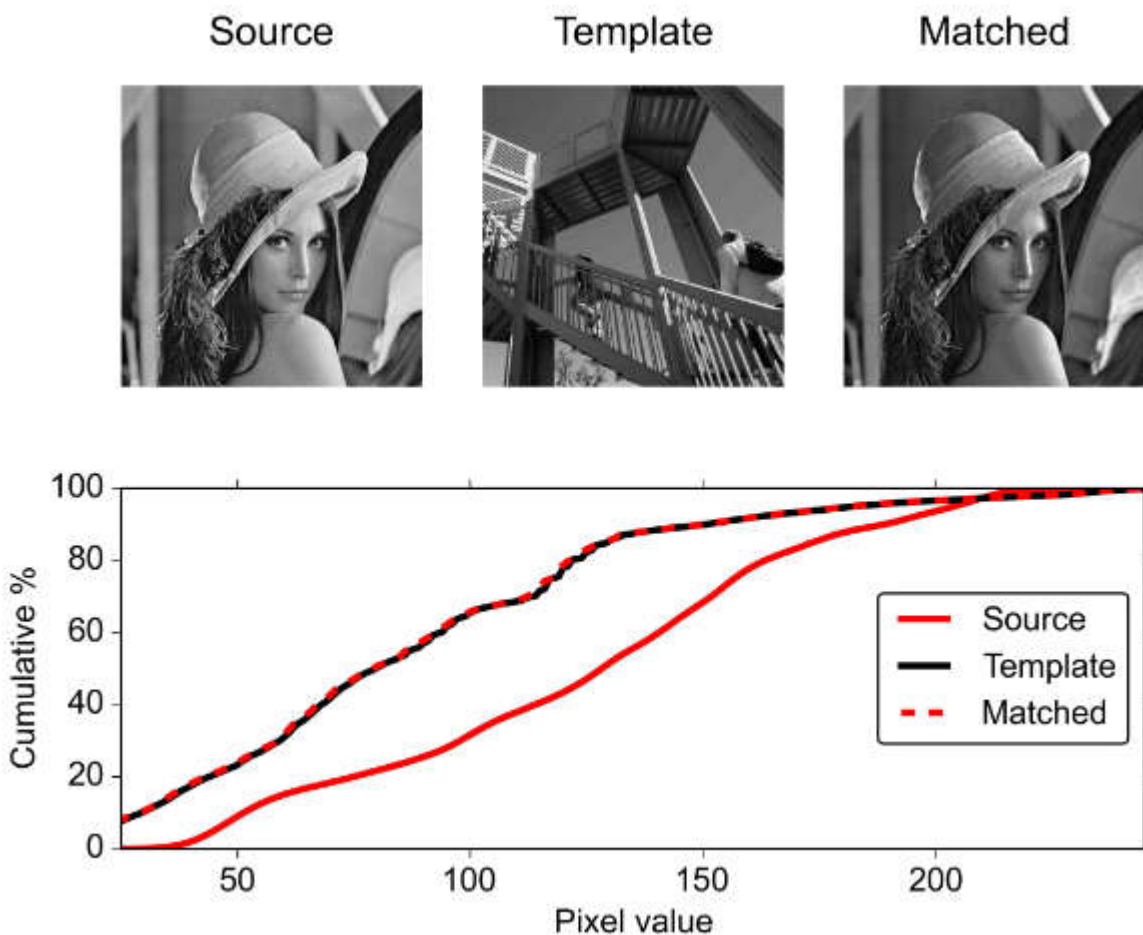 Source Template Matched
100
80
60
40
20
0
Cumulative %
Source
Template
Matched
50 100 150 200
Pixel value